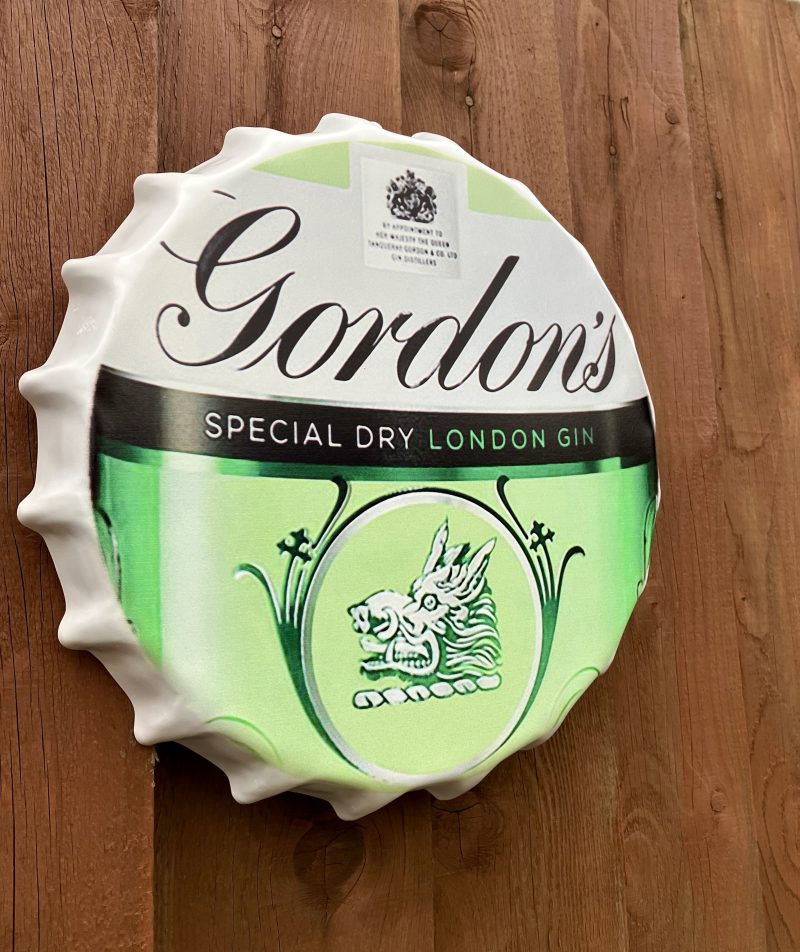 BY APPOINTMENT TO
HER MAJESTY THE QUEEN
TANQUERAY GORDON & CO. LTD
GIN DISTILLERS
Gordon's
SPECIAL DRY LONDON GIN